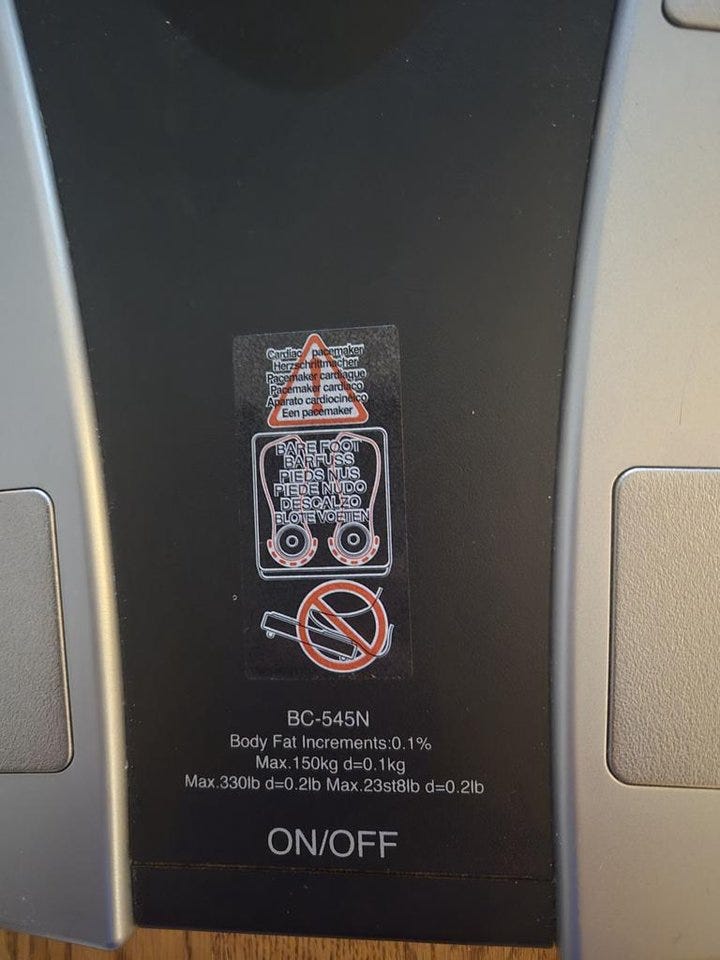 Cardiac pacemaker
Herzschrittmacher
Pacemaker cardiaque
Pacemaker cardiaco
Aparato cardiocinéico
Een pacemaker
BARE FOOT
BARFUSS
PIEDS NUS
PIEDE NUDO
DESCALZO
BLOTE VOETEN
BC-545N
Body Fat Increments:0.1%
Max.150kg d=0.1kg
Max.330lb d=0.2lb Max.23st8lb d=0.2lb
ON/OFF